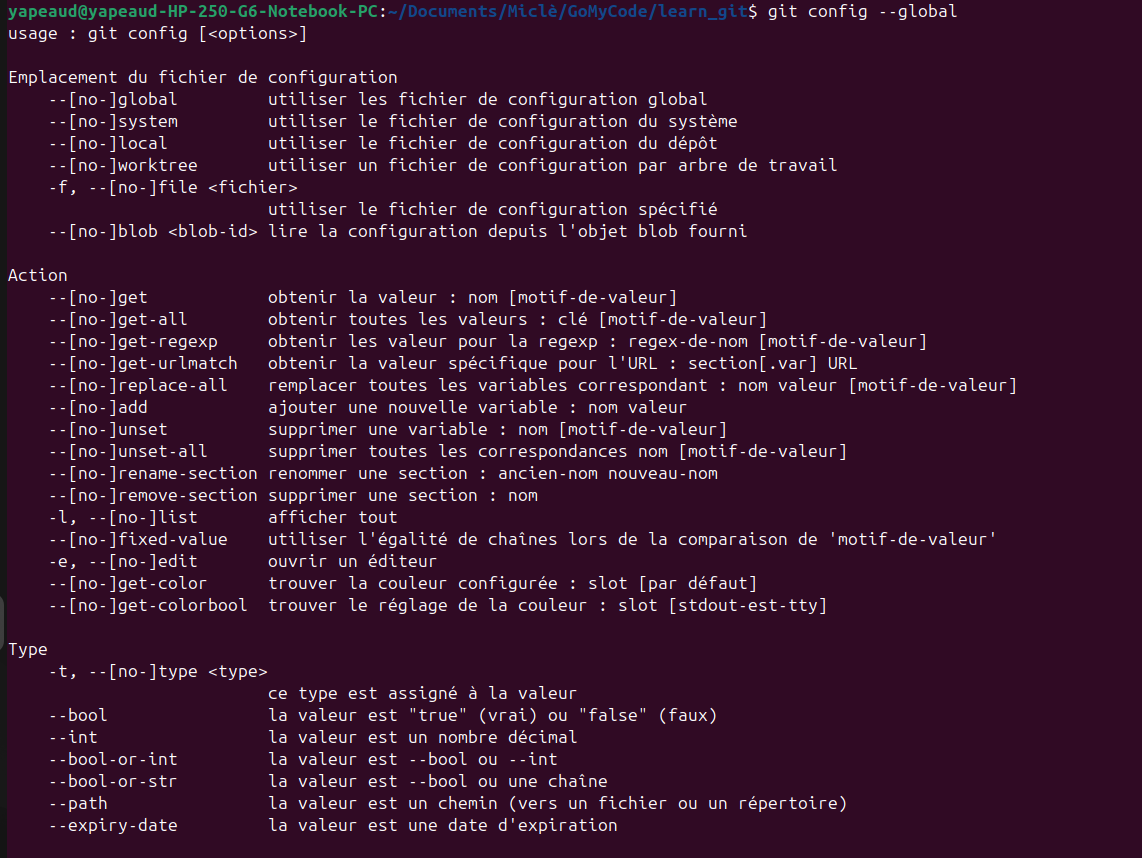 yapeaud@yapeaud-HP-250-G6-Notebook-PC:~/Documents/Miclè/GoMyCode/learn_git$ git config --global
usage : git config [<options>]

Emplacement du fichier de configuration
    --[no-]global         utiliser les fichier de configuration global
    --[no-]system         utiliser le fichier de configuration du système
    --[no-]local          utiliser le fichier de configuration du dépôt
    --[no-]worktree       utiliser un fichier de configuration par arbre de travail
    -f, --[no-]file <fichier>
                          utiliser le fichier de configuration spécifié
    --[no-]blob <blob-id> lire la configuration depuis l'objet blob fourni

Action
    --[no-]get            obtenir la valeur : nom [motif-de-valeur]
    --[no-]get-all        obtenir toutes les valeurs : clé [motif-de-valeur]
    --[no-]get-regexp     obtenir les valeur pour la regexp : regex-de-nom [motif-de-valeur]
    --[no-]get-urlmatch   obtenir la valeur spécifique pour l'URL : section[.var] URL
    --[no-]replace-all    remplacer toutes les variables correspondant : nom valeur [motif-de-valeur]
    --[no-]add            ajouter une nouvelle variable : nom valeur
    --[no-]unset          supprimer une variable : nom [motif-de-valeur]
    --[no-]unset-all      supprimer toutes les correspondances nom [motif-de-valeur]
    --[no-]rename-section renommer une section : ancien-nom nouveau-nom
    --[no-]remove-section supprimer une section : nom
    -l, --[no-]list       afficher tout
    --[no-]fixed-value    utiliser l'égalité de chaînes lors de la comparaison de 'motif-de-valeur'
    -e, --[no-]edit       ouvrir un éditeur
    --[no-]get-color      trouver la couleur configurée : slot [par défaut]
    --[no-]get-colorbool  trouver le réglage de la couleur : slot [stdout-est-tty]

Type
    -t, --[no-]type <type>
                          ce type est assigné à la valeur
    --bool                la valeur est "true" (vrai) ou "false" (faux)
    --int                 la valeur est un nombre décimal
    --bool-or-int         la valeur est --bool ou --int
    --bool-or-str         la valeur est --bool ou une chaîne
    --path                la valeur est un chemin (vers un fichier ou un répertoire)
    --expiry-date         la valeur est une date d'expiration